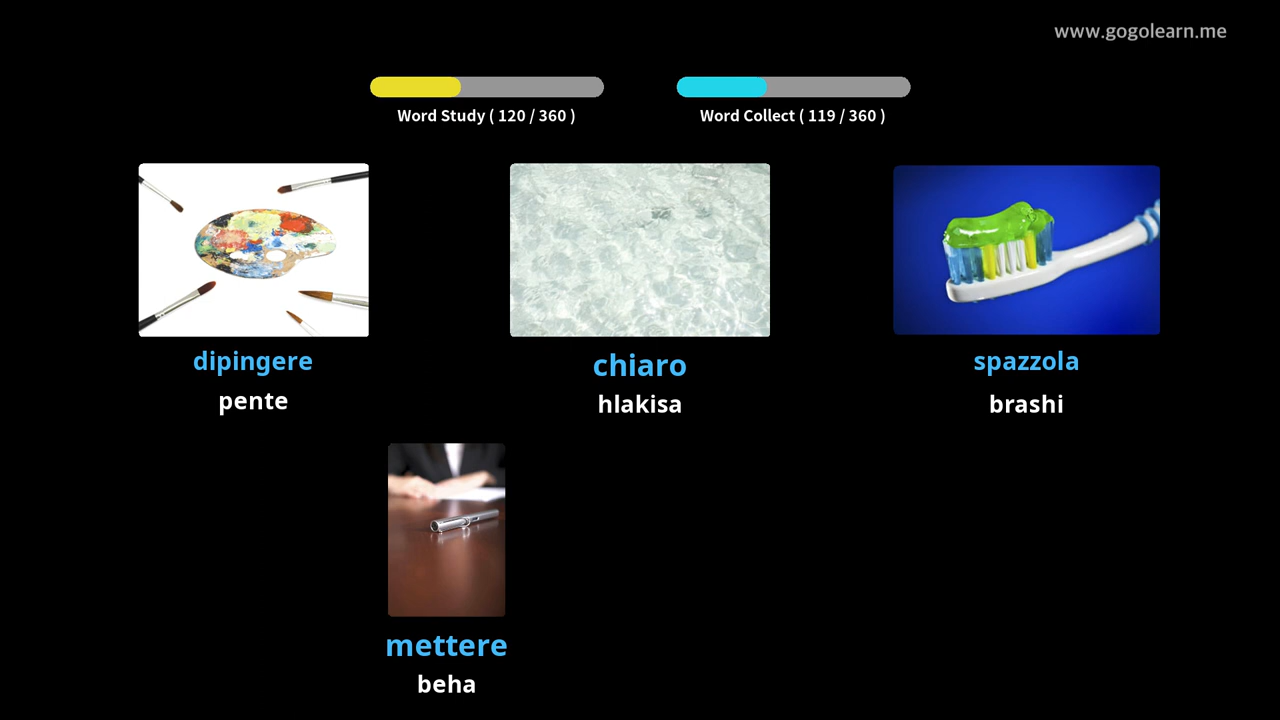 www.gogolearn.me
Word Study ( 120 / 360 )
Word Collect ( 119 / 360 )
dipingere
pente
chiaro
hlakisa
spazzola
brashi
mettere
beha